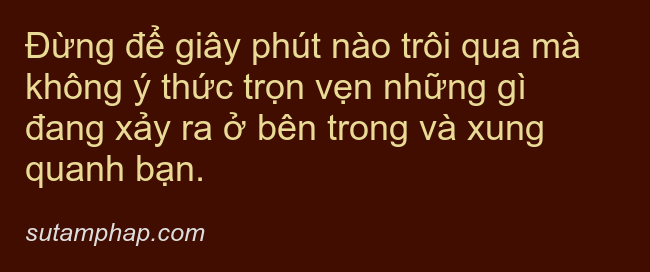 Đừng để giây phút nào trôi qua mà
không ý thức trọn vẹn những gì
đang xảy ra ở bên trong và xung
quanh bạn.
sutamphap.com